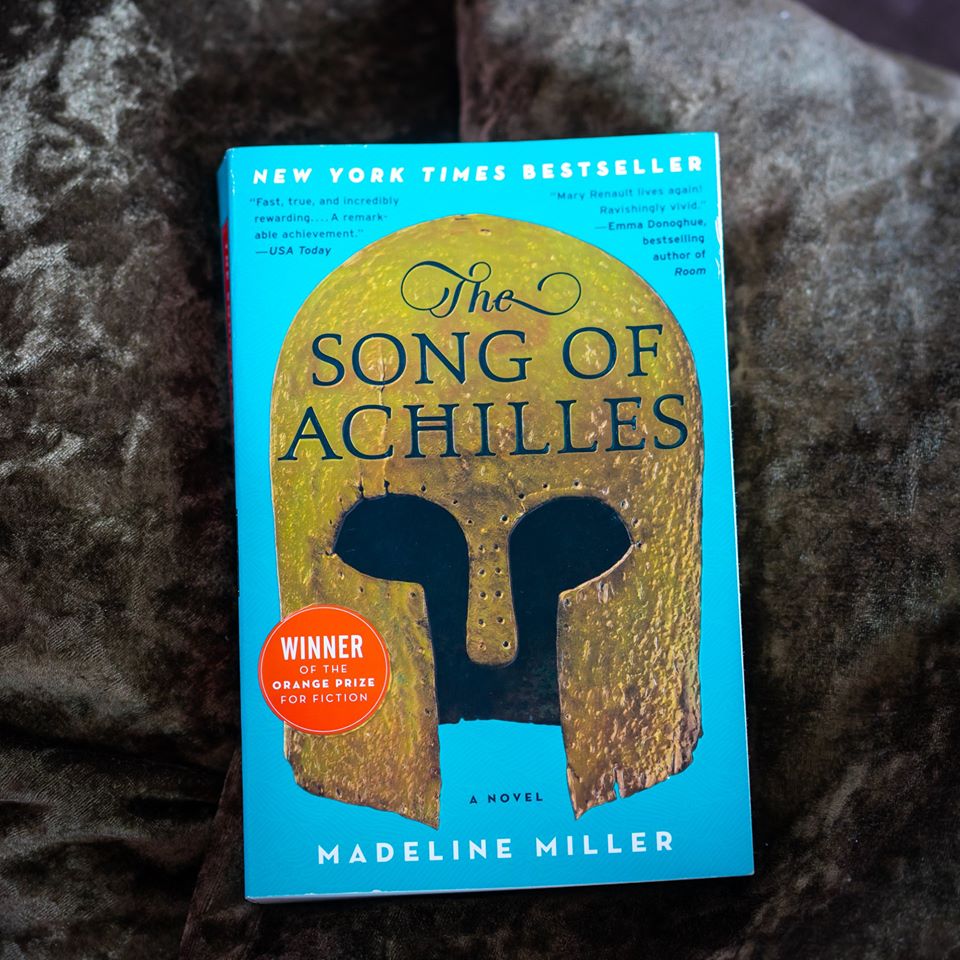 NEW YORK TIMES BESTSELLER
"Fast, true, and incredibly
rewarding.... A remark-
able achievement."
—USA Today
"Mary Renault lives again!
Ravishingly vivid."
—Emma Donoghue,
bestselling
author of
Room
The
SONG OF
ACHILLES
WINNER
OF THE
ORANGE PRIZE
FOR FICTION
A NOVEL
MADELINE MILLER